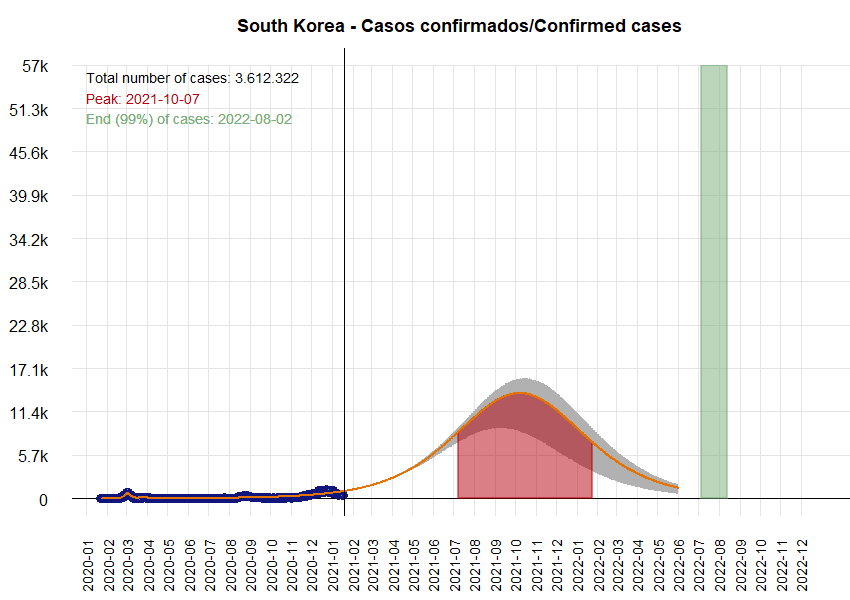 South Korea - Casos confirmados/Confirmed cases
57k
51.3k
45.6k
39.9k
34.2k
28.5k
22.8k
17.1k
11.4k
5.7k
0
Total number of cases: 3.612.322
Peak: 2021-10-07
End (99%) of cases: 2022-08-02
2020-01
2020-02
2020-03
2020-04
2020-05
2020-06
2020-07
2020-08
2020-09
2020-10
2020-11
2020-12
2021-01
2021-02
2021-03
2021-04
2021-05
2021-06
2021-07
2021-08
2021-09
2021-10
2021-11
2021-12
2022-01
2022-02
2022-03
2022-04
2022-05
2022-06
2022-07
2022-08
2022-09
2022-10
2022-11
2022-12